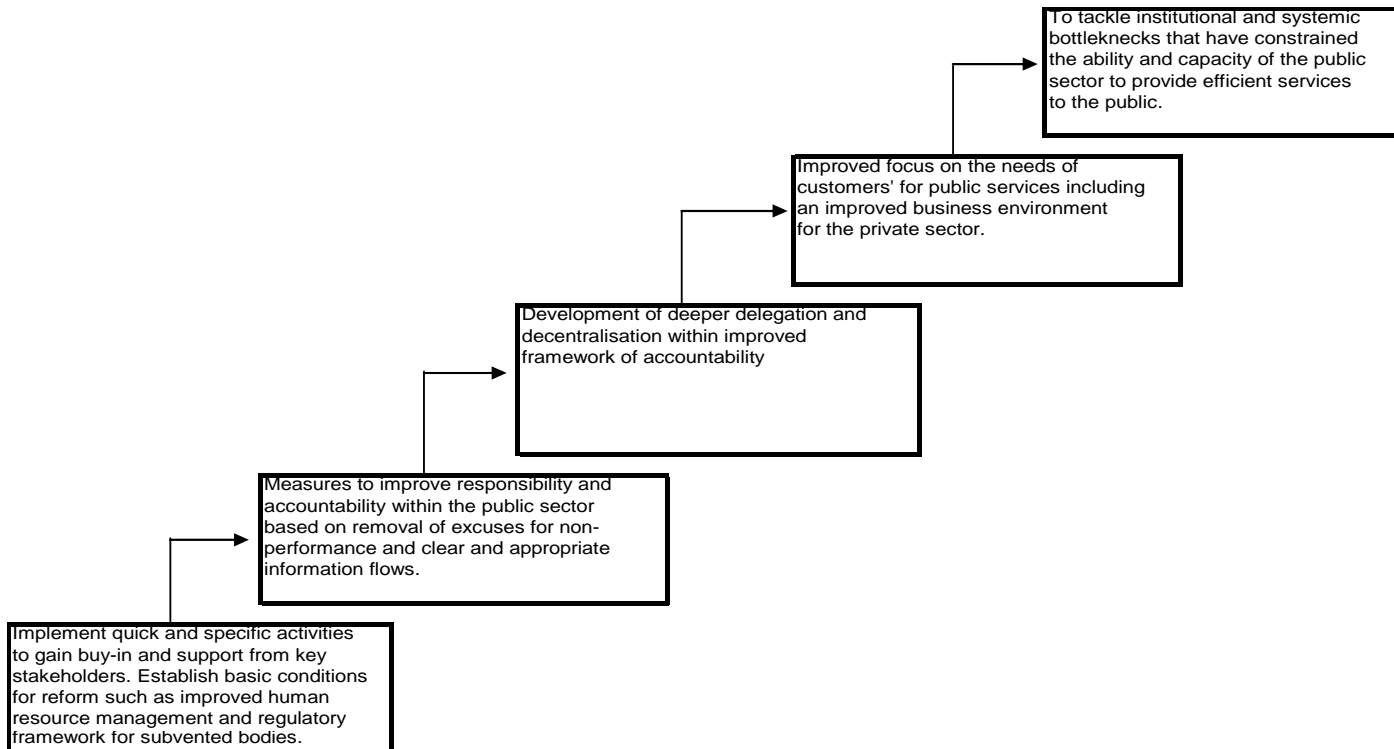 To tackle institutional and systemic
bottleknecks that have constrained
the ability and capacity of the public
sector to provide efficient services
to the public.
Improved focus on the needs of
customers' for public services including
an improved business environment
for the private sector.
Development of deeper delegation and
decentralisation within improved
framework of accountability
Measures to improve responsibility and
accountability within the public sector
based on removal of excuses for non-
performance and clear and appropriate
information flows.
Implement quick and specific activities
to gain buy-in and support from key
stakeholders. Establish basic conditions
for reform such as improved human
resource management and regulatory
framework for subvented bodies.